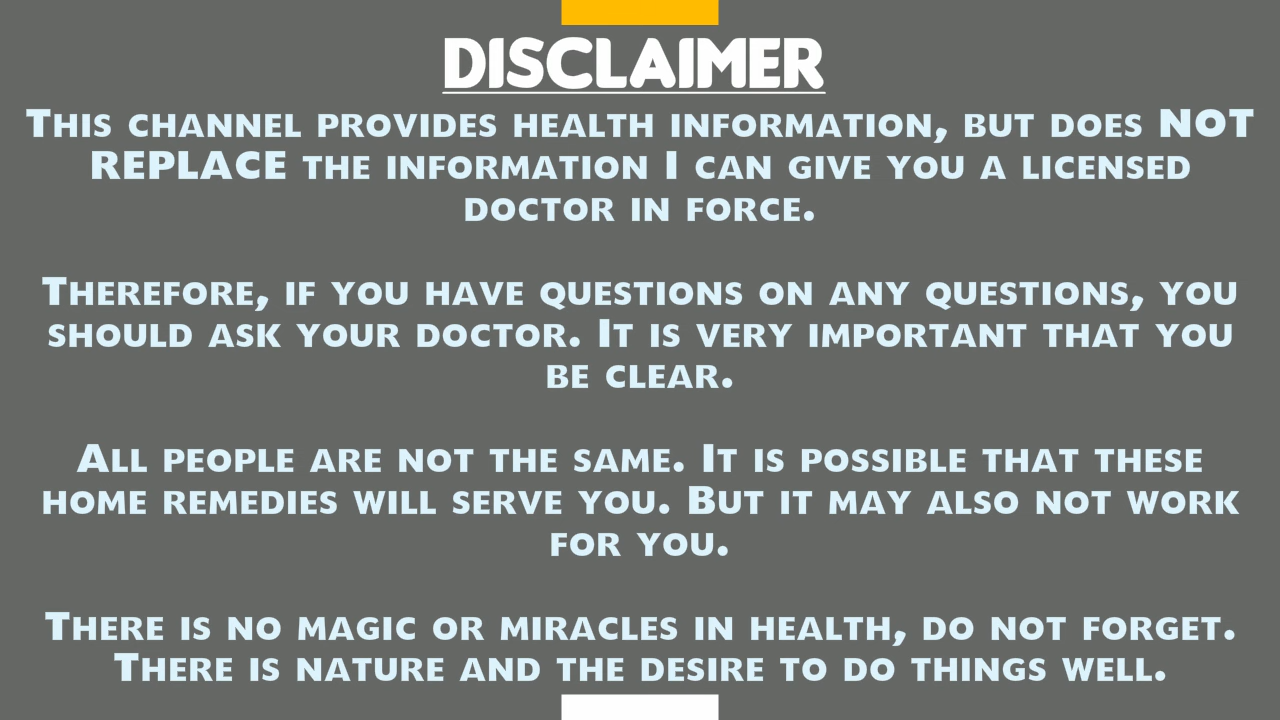 DISCLAIMER
THIS CHANNEL PROVIDES HEALTH INFORMATION, BUT DOES NOT
REPLACE THE INFORMATION I CAN GIVE YOU A LICENSED
DOCTOR IN FORCE.
THEREFORE, IF YOU HAVE QUESTIONS ON ANY QUESTIONS, YOU
SHOULD ASK YOUR DOCTOR. IT IS VERY IMPORTANT THAT YOU
BE CLEAR.
ALL PEOPLE ARE NOT THE SAME. IT IS POSSIBLE THAT THESE
HOME REMEDIES WILL SERVE YOU. BUT IT MAY ALSO NOT WORK
FOR YOU.
THERE IS NO MAGIC OR MIRACLES IN HEALTH, DO NOT FORGET.
THERE IS NATURE AND THE DESIRE TO DO THINGS WELL.